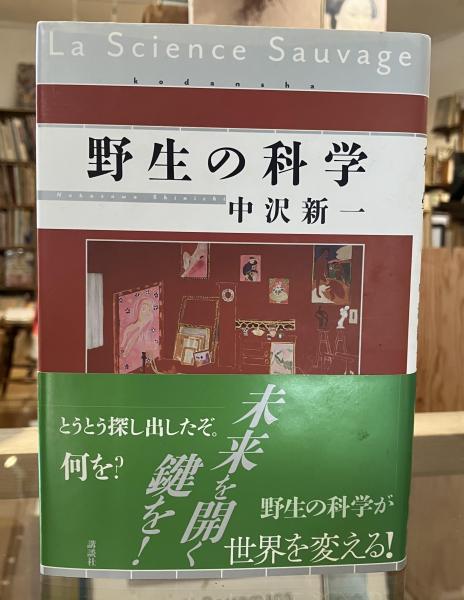 La Science Sauvage
kodansha
野生の科学
Nakazawa Shinichi
中沢新一
とうとう探し出したぞ。
何を?
未来を開く
鍵を!
野生の科学が
世界を変える!
講談社